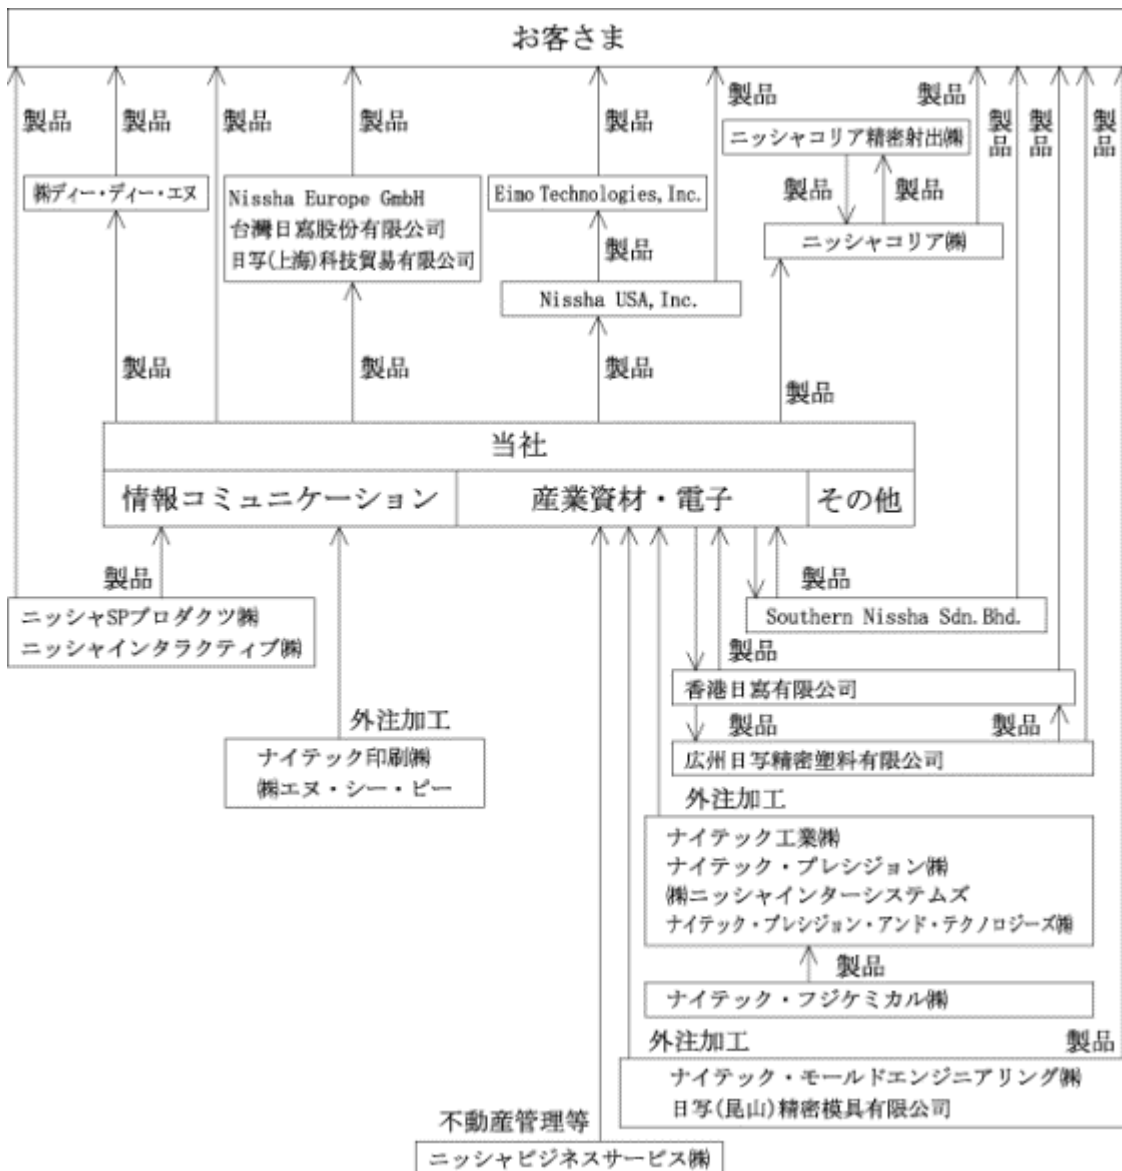 お客さま
製品
製品
製品
製品
製品
製品
製品
製品
製品
製品
ニッシャコリア精密射出㈱
㈱ディー・ディー・エヌ
Nissha Europe GmbH
台灣日寫股份有限公司
日写(上海)科技貿易有限公司
Eimo Technologies, Inc.
製品
製品
ニッシャコリア㈱
製品
Nissha USA, Inc.
製品
製品
製品
製品
当社
情報コミュニケーション
産業資材・電子
その他
製品
製品
ニッシャSPプロダクツ㈱
ニッシャインタラクティブ㈱
Southern Nissha Sdn. Bhd.
製品
香港日寫有限公司
外注加工
製品
製品
ナイテック印刷㈱
㈱エヌ・シー・ピー
広州日写精密塑料有限公司
外注加工
ナイテック工業㈱
ナイテック・プレシジョン㈱
㈱ニッシャインターシステムズ
ナイテック・プレシジョン・アンド・テクノロジーズ㈱
製品
ナイテック・フジケミカル㈱
外注加工
製品
ナイテック・モールドエンジニアリング㈱
日写(昆山)精密模具有限公司
不動産管理等
ニッシャビジネスサービス㈱